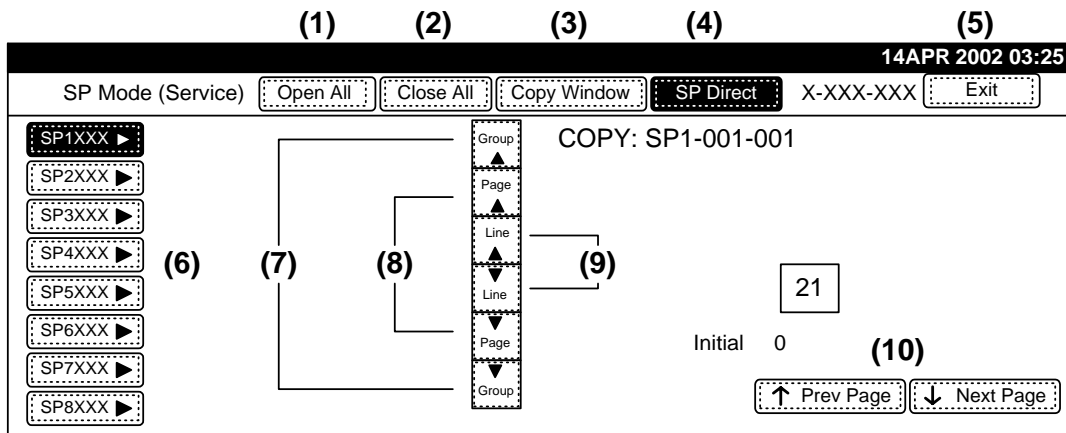 (1) (2) (3) (4) (5)
14APR 2002 03:25
SP Mode (Service) Open All Close All Copy Window SP Direct X-XXX-XXX Exit
SP1XXX ▶ Group ▲ COPY: SP1-001-001
SP2XXX ▶ Page ▲
SP3XXX ▶ Line ▲
SP4XXX ▶ (6) (7) (8) (9)
SP5XXX ▶ ▼ Line 21
SP6XXX ▶ ▼ Page Initial 0 (10)
SP7XXX ▶ ▼ Group
SP8XXX ▶ ↑ Prev Page ↓ Next Page